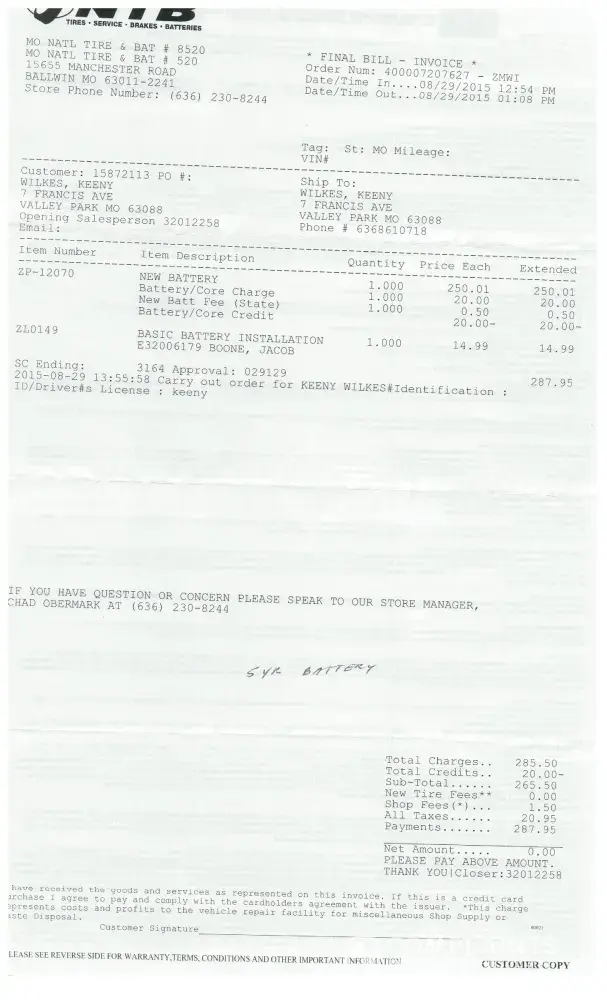 NTB
TIRES • SERVICE • BRAKES • BATTERIES
MO NATL TIRE & BAT # 8520
MO NATL TIRE & BAT # 520
15655 MANCHESTER ROAD
BALLWIN MO 63011-2241
Store Phone Number: (636) 230-8244
* FINAL BILL - INVOICE *
Order Num: 400007207627 - ZMWI
Date/Time In....08/29/2015 12:54 PM
Date/Time Out...08/29/2015 01:08 PM
Tag: St: MO Mileage:
VIN#
Customer: 15872113 PO #:
WILKES, KEENY
7 FRANCIS AVE
VALLEY PARK MO 63088
Opening Salesperson 32012258
Email:
Ship To:
WILKES, KEENY
7 FRANCIS AVE
VALLEY PARK MO 63088
Phone # 6368610718
Item Number Item Description Quantity Price Each Extended
ZP-12070 NEW BATTERY 1.000 250.01 250.01
Battery/Core Charge 1.000 20.00 20.00
New Batt Fee (State) 1.000 0.50 0.50
Battery/Core Credit 20.00- 20.00-
ZL0149 BASIC BATTERY INSTALLATION 1.000 14.99 14.99
E32006179 BOONE, JACOB
SC Ending: 3164 Approval: 029129 287.95
2015-08-29 13:55:58 Carry out order for KEENY WILKES#Identification :
ID/Driver#s License : keeny
IF YOU HAVE QUESTION OR CONCERN PLEASE SPEAK TO OUR STORE MANAGER,
CHAD OBERMARK AT (636) 230-8244
5 YR BATTERY
Total Charges.. 285.50
Total Credits.. 20.00-
Sub-Total...... 265.50
New Tire Fees** 0.00
Shop Fees(*)... 1.50
All Taxes...... 20.95
Payments....... 287.95
Net Amount..... 0.00
PLEASE PAY ABOVE AMOUNT.
THANK YOU|Closer:32012258
have received the goods and services as represented on this invoice. If this is a credit card
urchase I agree to pay and comply with the cardholders agreement with the issuer. *This charge
epresents costs and profits to the vehicle repair facility for miscellaneous Shop Supply or
aste Disposal.
Customer Signature
LEASE SEE REVERSE SIDE FOR WARRANTY,TERMS, CONDITIONS AND OTHER IMPORTANT INFORMATION
CUSTOMER COPY